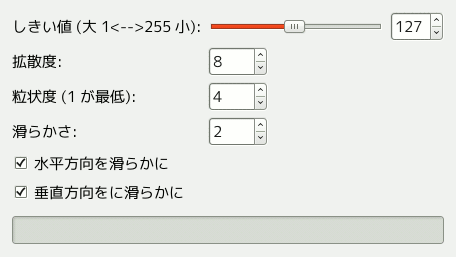 しきい値 (大 1<-->255 小): 127
拡散度: 8
粒状度 (1 が最低): 4
滑らかさ: 2
水平方向を滑らかに
垂直方向をに滑らかに